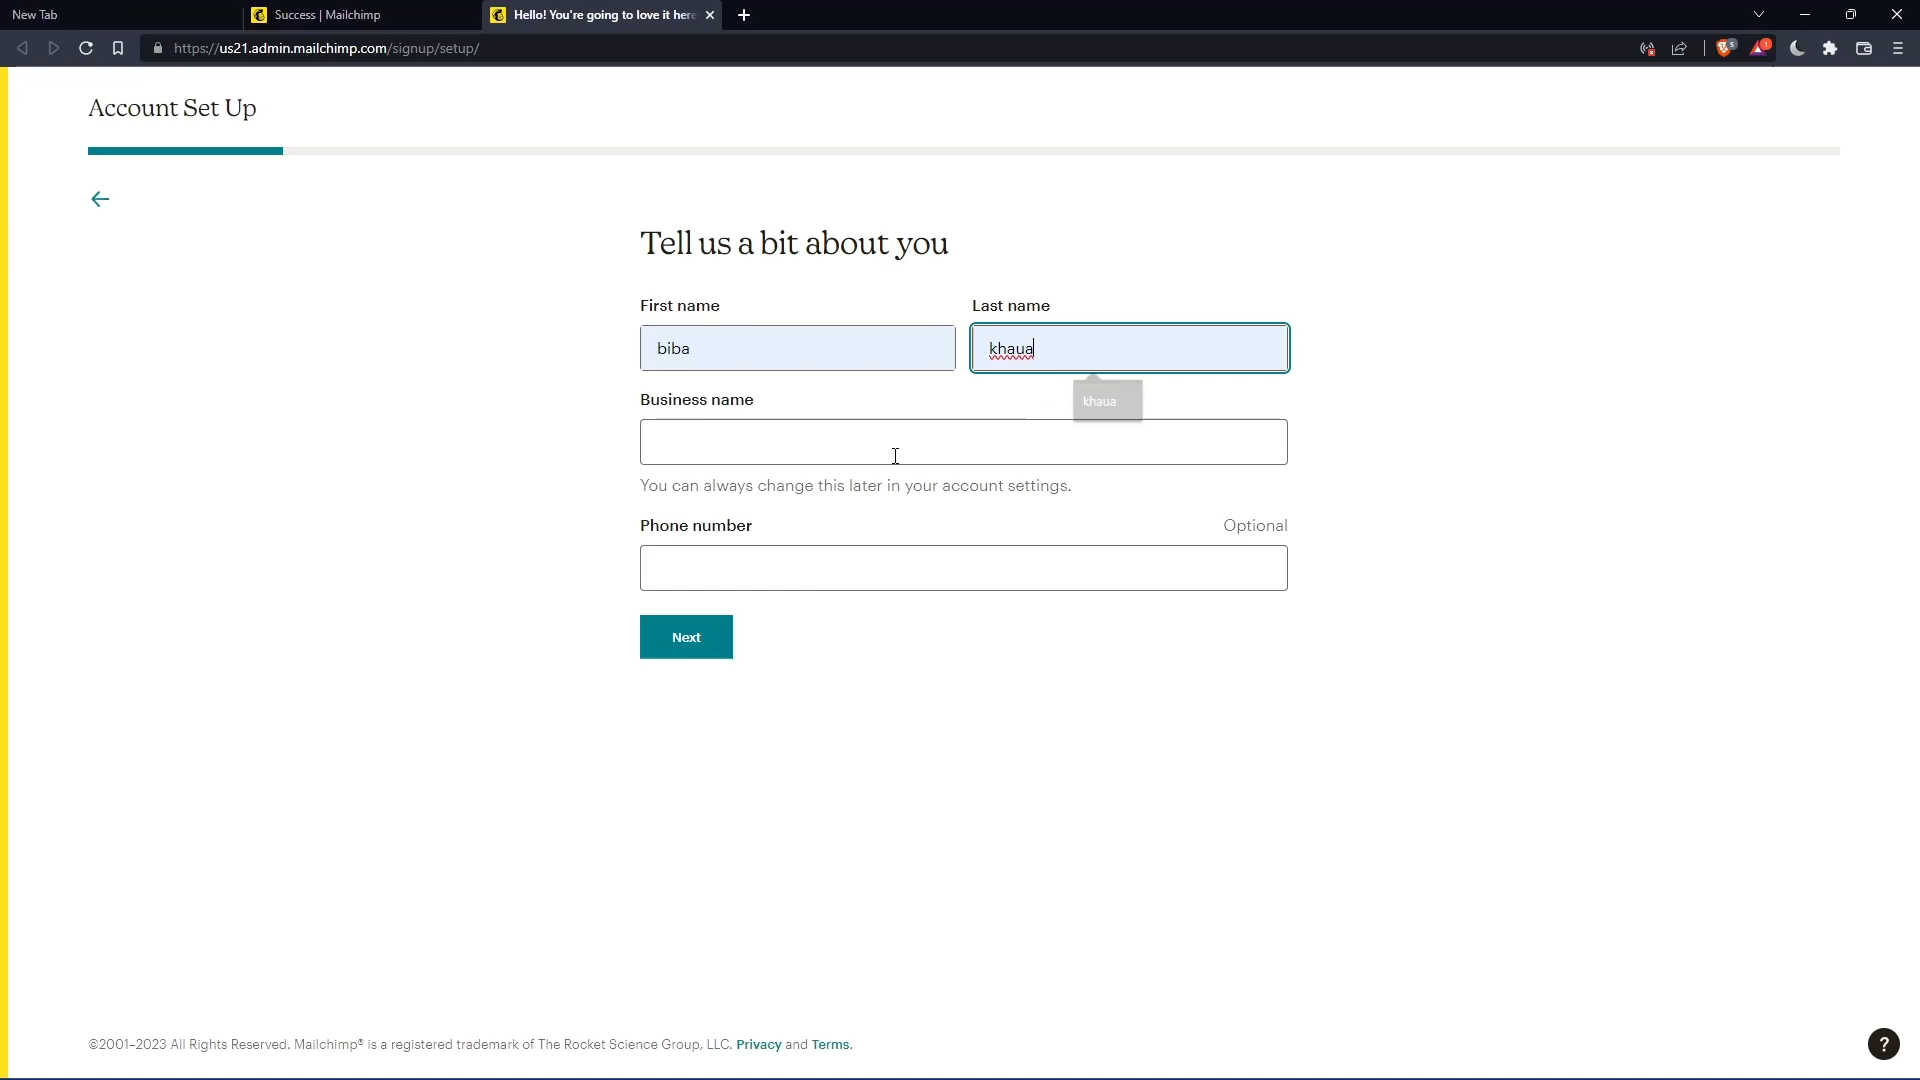 New Tab
Success | Mailchimp
Hello! You're going to love it here
https://us21.admin.mailchimp.com/signup/setup/
5
1
Account Set Up
Tell us a bit about you
First name
Last name
biba
khaua
khaua
Business name
You can always change this later in your account settings.
Phone number
Optional
Next
©2001–2023 All Rights Reserved. Mailchimp® is a registered trademark of The Rocket Science Group, LLC. Privacy and Terms.
?